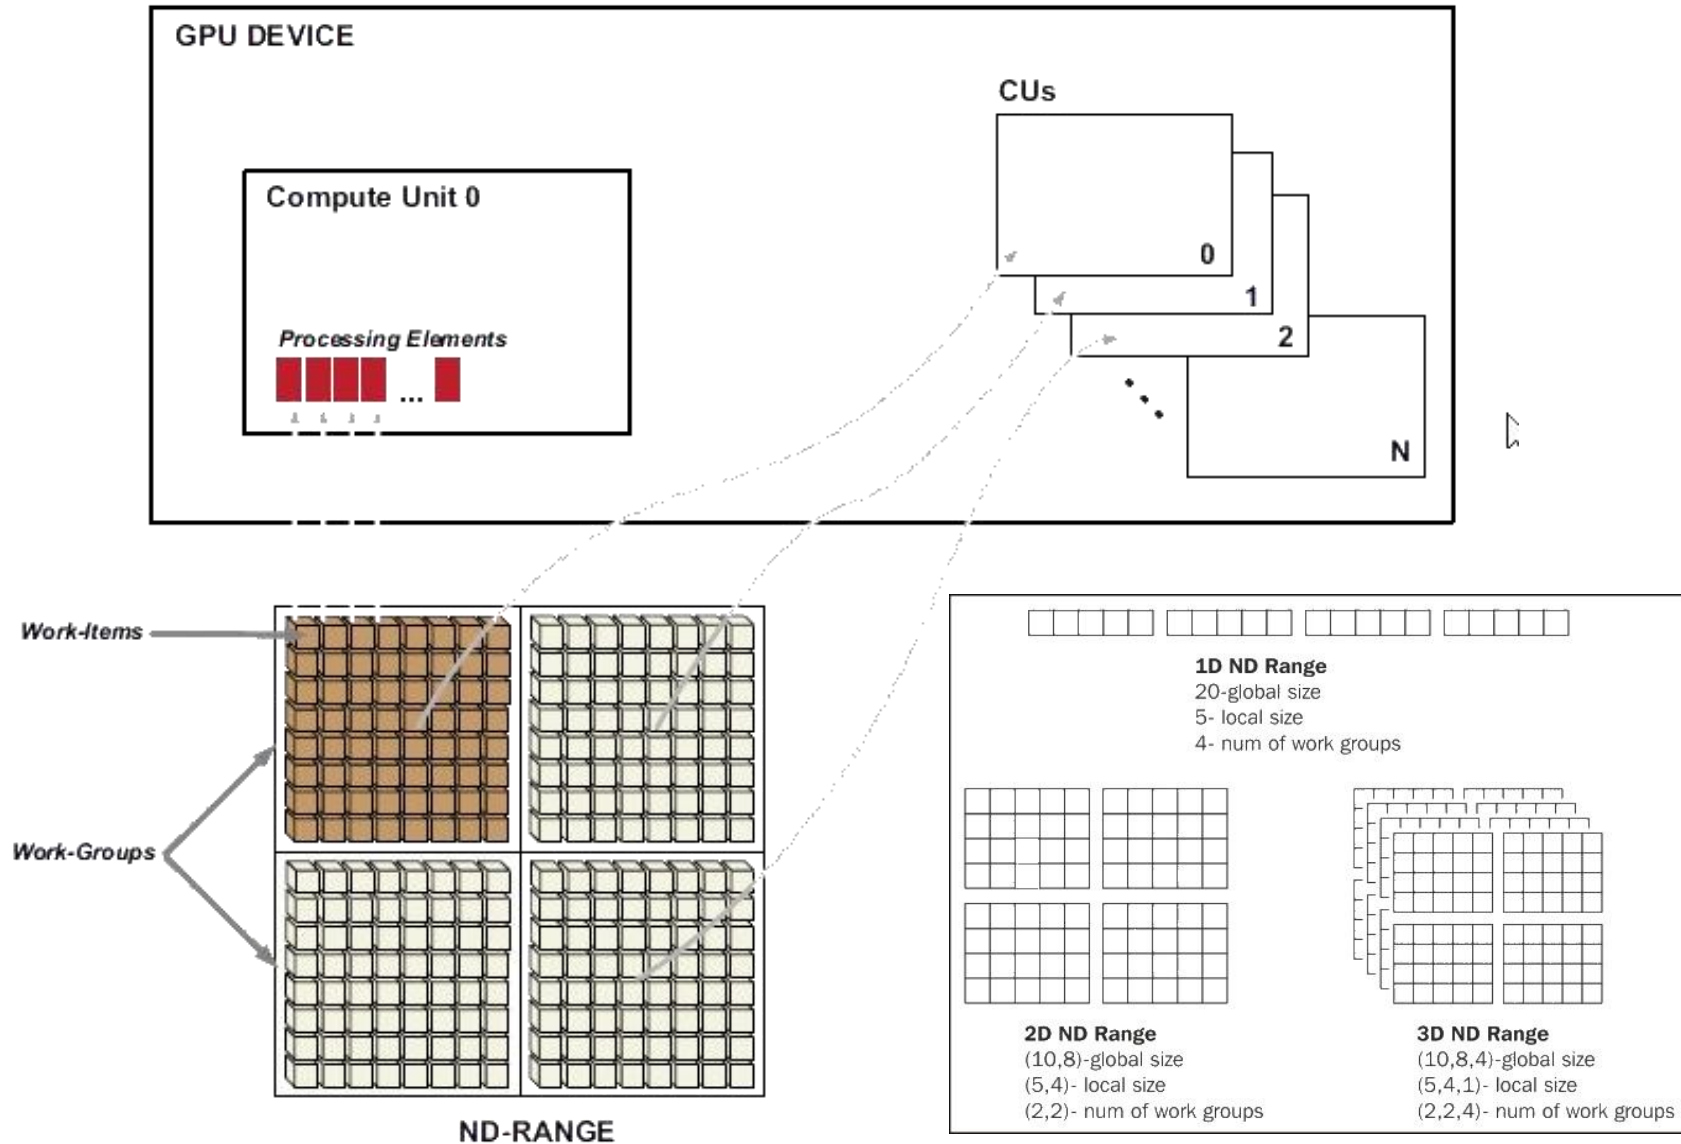 GPU DEVICE
CUs
Compute Unit 0
0
1
2
Processing Elements
...
N
Work-Items
Work-Groups
ND-RANGE
1D ND Range
20-global size
5- local size
4- num of work groups
2D ND Range
(10,8)-global size
(5,4)- local size
(2,2)- num of work groups
3D ND Range
(10,8,4)-global size
(5,4,1)- local size
(2,2,4)- num of work groups